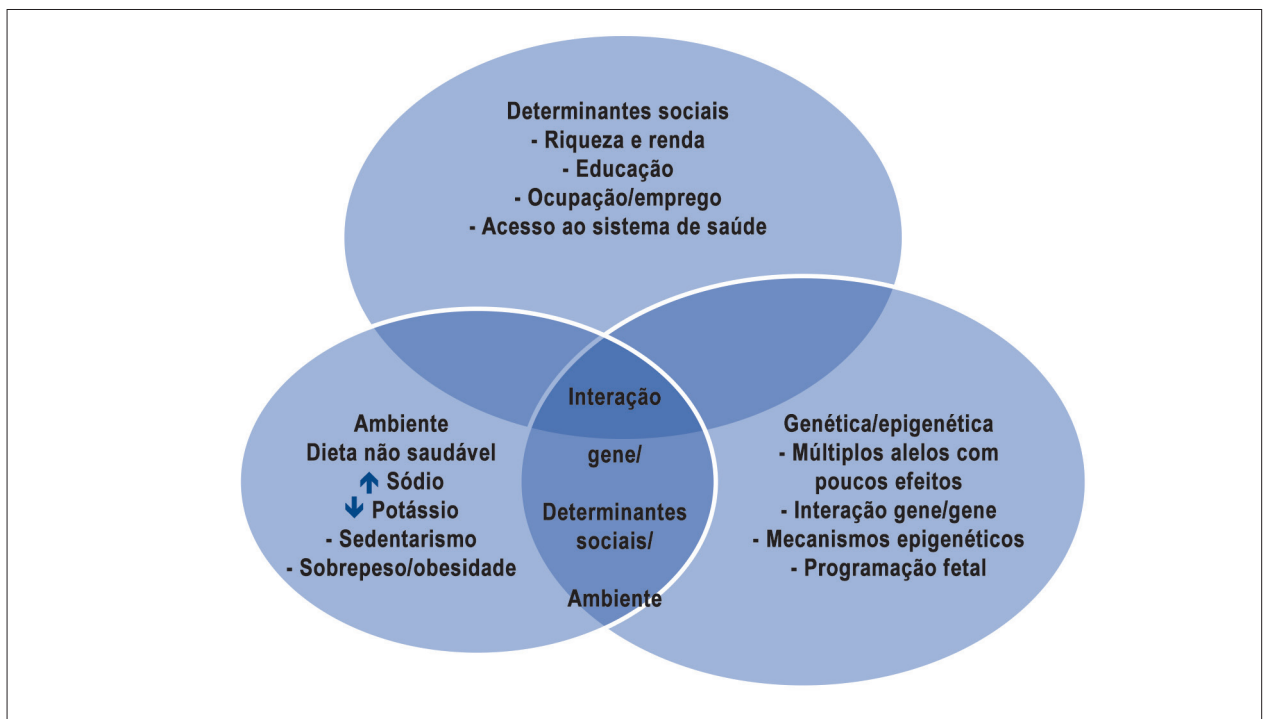 Determinantes sociais
- Riqueza e renda
- Educação
- Ocupação/emprego
- Acesso ao sistema de saúde
Ambiente
Dieta não saudável
↑ Sódio
↓ Potássio
- Sedentarismo
- Sobrepeso/obesidade
Interação
gene/
Determinantes
sociais/
Ambiente
Genética/epigenética
- Múltiplos alelos com
poucos efeitos
- Interação gene/gene
- Mecanismos epigenéticos
- Programação fetal